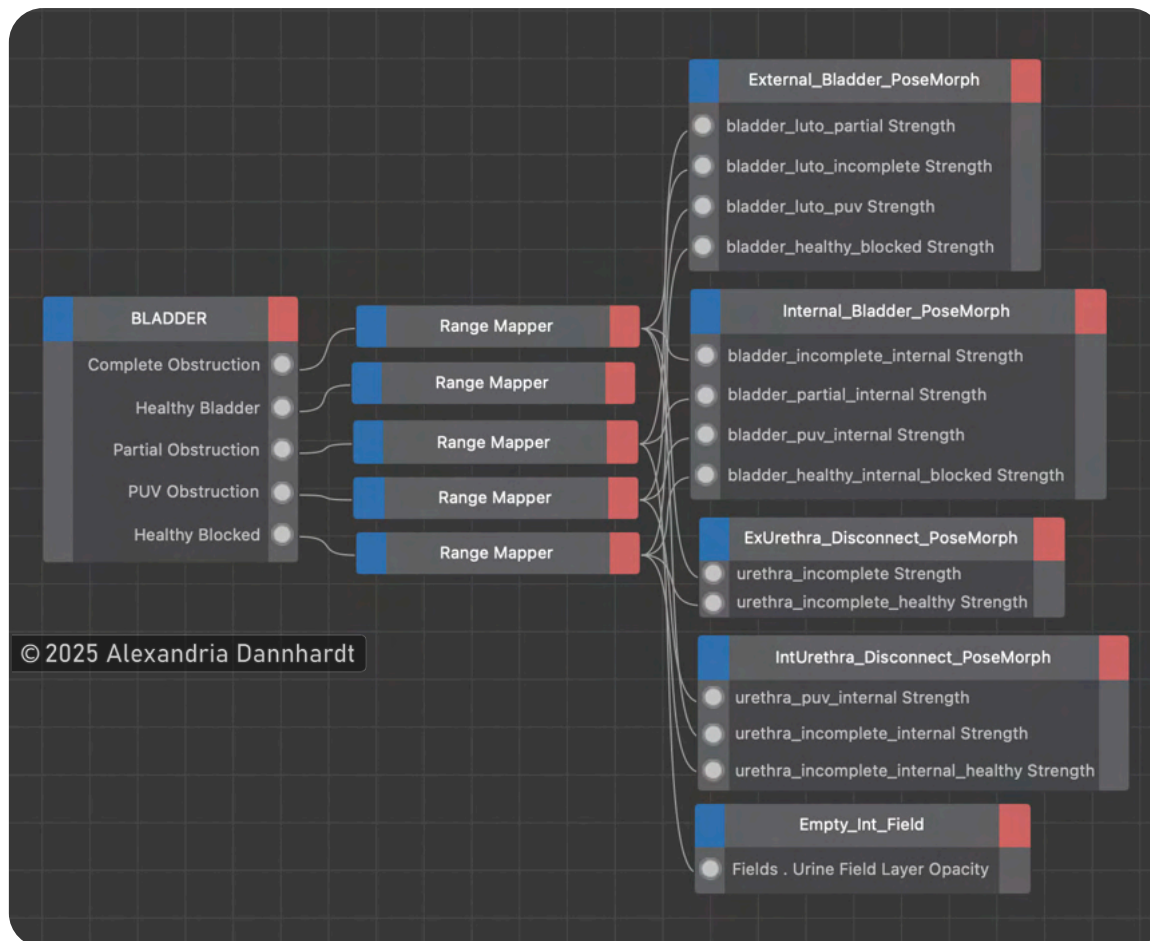 BLADDER
Complete Obstruction
Healthy Bladder
Partial Obstruction
PUV Obstruction
Healthy Blocked
Range Mapper
Range Mapper
Range Mapper
Range Mapper
Range Mapper
External_Bladder_PoseMorph
bladder_luto_partial Strength
bladder_luto_incomplete Strength
bladder_luto_puv Strength
bladder_healthy_blocked Strength
Internal_Bladder_PoseMorph
bladder_incomplete_internal Strength
bladder_partial_internal Strength
bladder_puv_internal Strength
bladder_healthy_internal_blocked Strength
ExUrethra_Disconnect_PoseMorph
urethra_incomplete Strength
urethra_incomplete_healthy Strength
IntUrethra_Disconnect_PoseMorph
urethra_puv_internal Strength
urethra_incomplete_internal Strength
urethra_incomplete_internal_healthy Strength
Empty_Int_Field
Fields . Urine Field Layer Opacity
© 2025 Alexandria Dannhardt